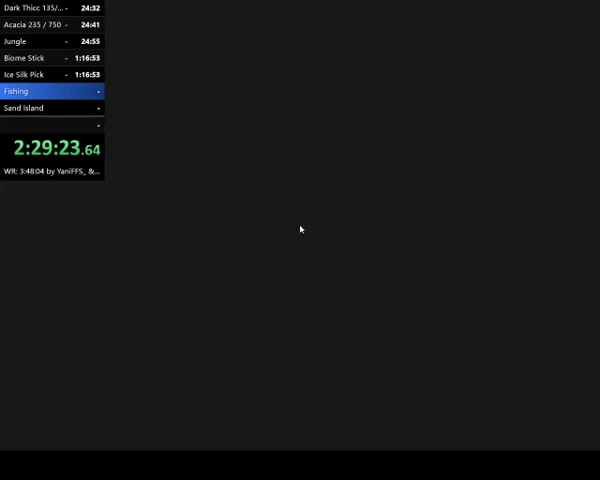 Dark Thicc 135/... - 24:32
Acacia 235 / 750 - 24:41
Jungle - 24:55
Biome Stick - 1:16:53
Ice Silk Pick - 1:16:53
Fishing -
Sand Island -
-
2:29:23.64
WR: 3:48:04 by YaniFFS_ &...